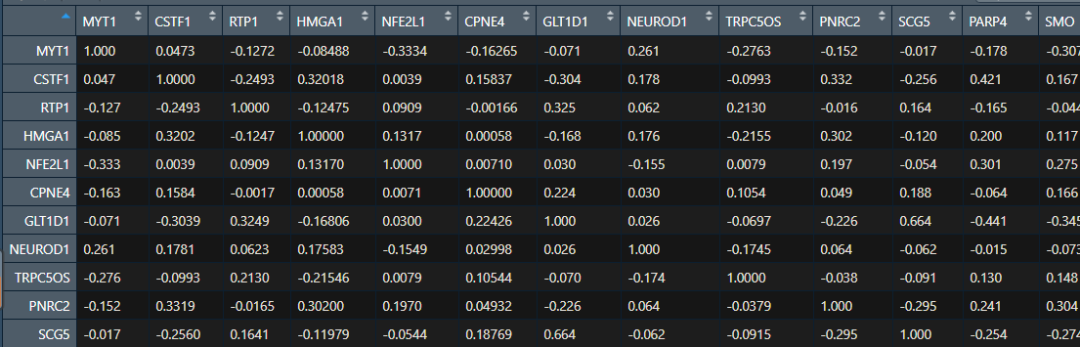 MYT1 CSTF1 RTP1 HMGA1 NFE2L1 CPNE4 GLT1D1 NEUROD1 TRPC5OS PNRC2 SCG5 PARP4 SMO
MYT1 1.000 0.0473 -0.1272 -0.08488 -0.3334 -0.16265 -0.071 0.261 -0.2763 -0.152 -0.017 -0.178 -0.307
CSTF1 0.047 1.0000 -0.2493 0.32018 0.0039 0.15837 -0.304 0.178 -0.0993 0.332 -0.256 0.421 0.167
RTP1 -0.127 -0.2493 1.0000 -0.12475 0.0909 -0.00166 0.325 0.062 0.2130 -0.016 0.164 -0.165 -0.044
HMGA1 -0.085 0.3202 -0.1247 1.00000 0.1317 0.00058 -0.168 0.176 -0.2155 0.302 -0.120 0.200 0.117
NFE2L1 -0.333 0.0039 0.0909 0.13170 1.0000 0.00710 0.030 -0.155 0.0079 0.197 -0.054 0.301 0.275
CPNE4 -0.163 0.1584 -0.0017 0.00058 0.0071 1.00000 0.224 0.030 0.1054 0.049 0.188 -0.064 0.166
GLT1D1 -0.071 -0.3039 0.3249 -0.16806 0.0300 0.22426 1.000 0.026 -0.0697 -0.226 0.664 -0.441 -0.345
NEUROD1 0.261 0.1781 0.0623 0.17583 -0.1549 0.02998 0.026 1.000 -0.1745 0.064 -0.062 -0.015 -0.073
TRPC5OS -0.276 -0.0993 0.2130 -0.21546 0.0079 0.10544 -0.070 -0.174 1.0000 -0.038 -0.091 0.130 0.148
PNRC2 -0.152 0.3319 -0.0165 0.30200 0.1970 0.04932 -0.226 0.064 -0.0379 1.000 -0.295 0.241 0.304
SCG5 -0.017 -0.2560 0.1641 -0.11979 -0.0544 0.18769 0.664 -0.062 -0.0915 -0.295 1.000 -0.254 -0.274